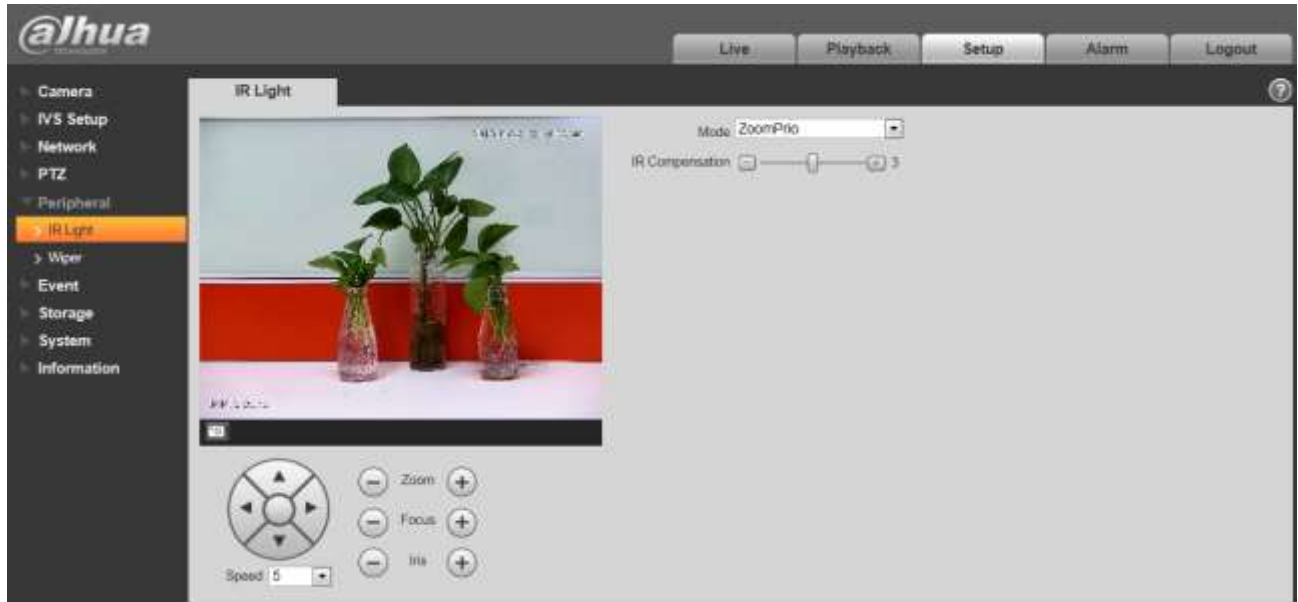 alhua
TECHNOLOGY
Live
Playback
Setup
Alarm
Logout
Camera
IVS Setup
Network
PTZ
Peripheral
IR Light
Wiper
Event
Storage
System
Information
IR Light
?
Mode ZoomPrio
IR Compensation 3
Zoom
Focus
Iris
Speed 5